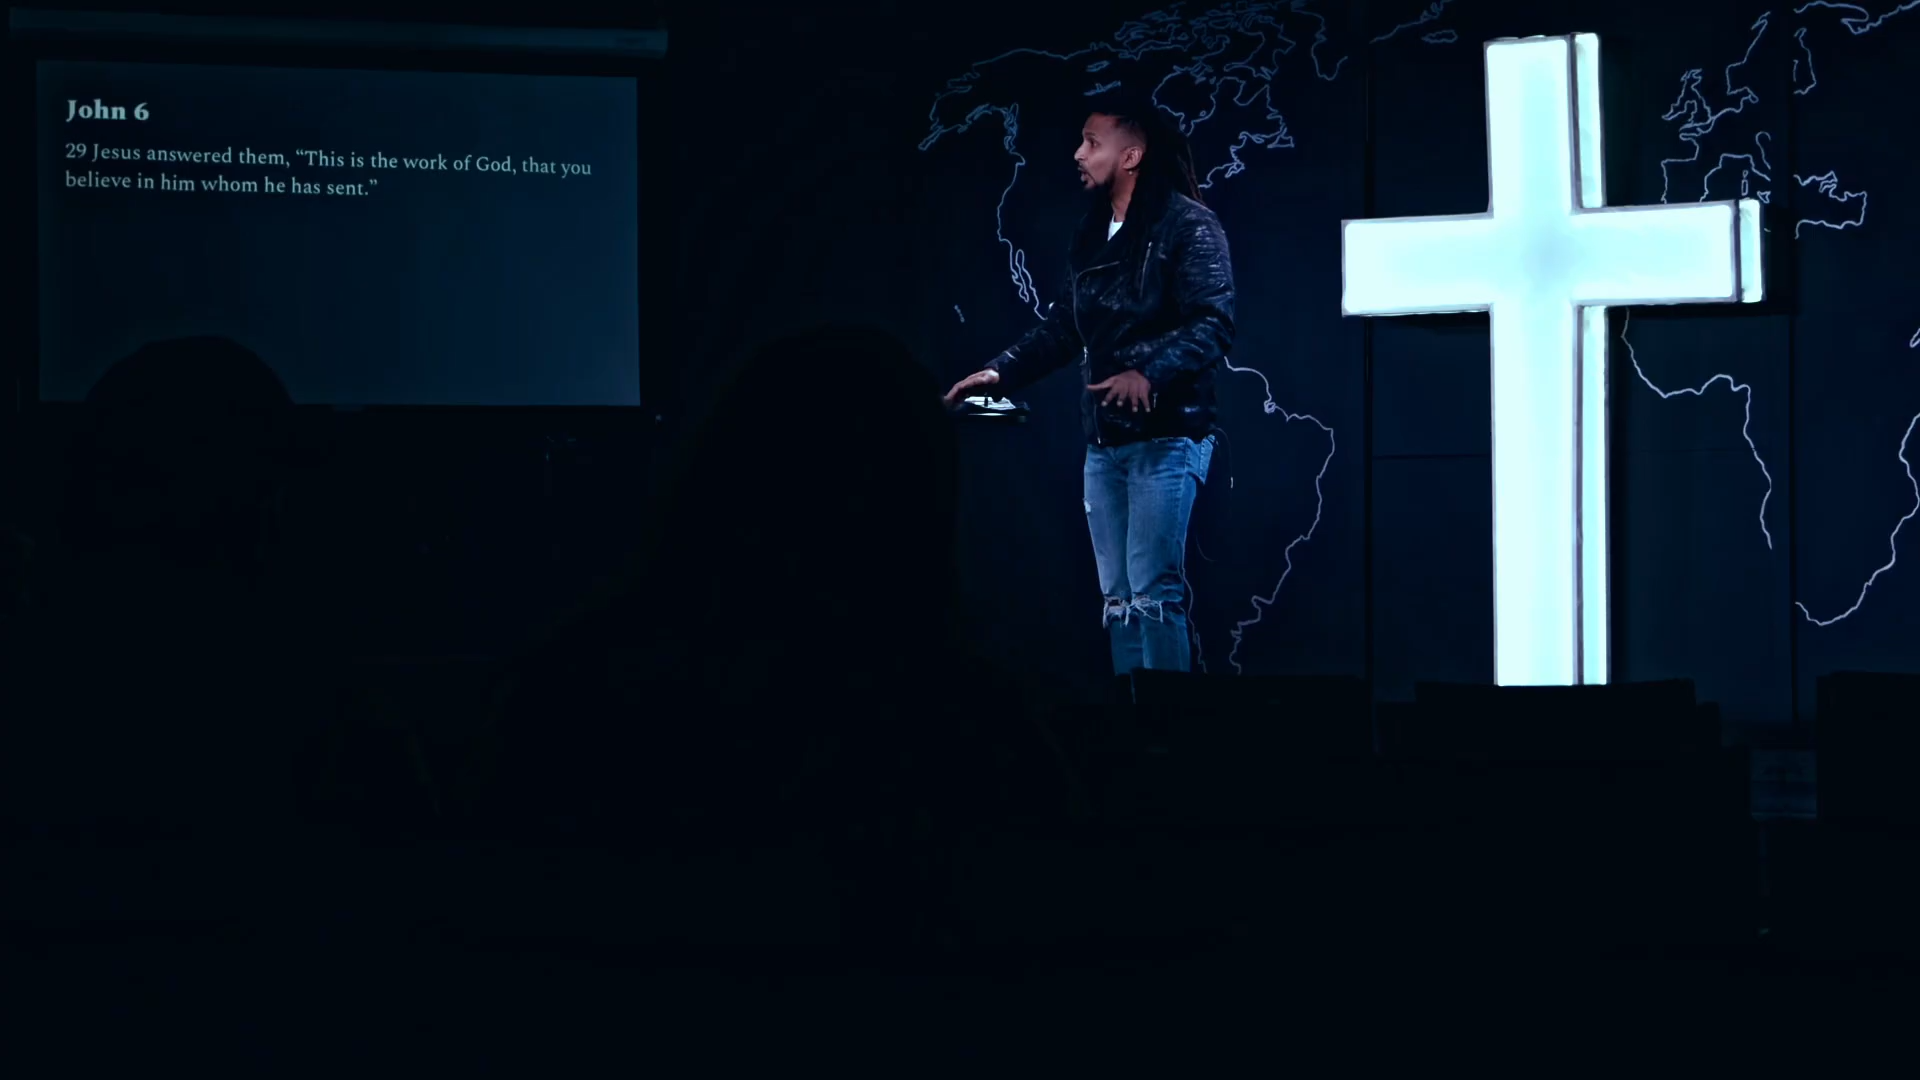 John 6
29 Jesus answered them, “This is the work of God, that you
believe in him whom he has sent.”